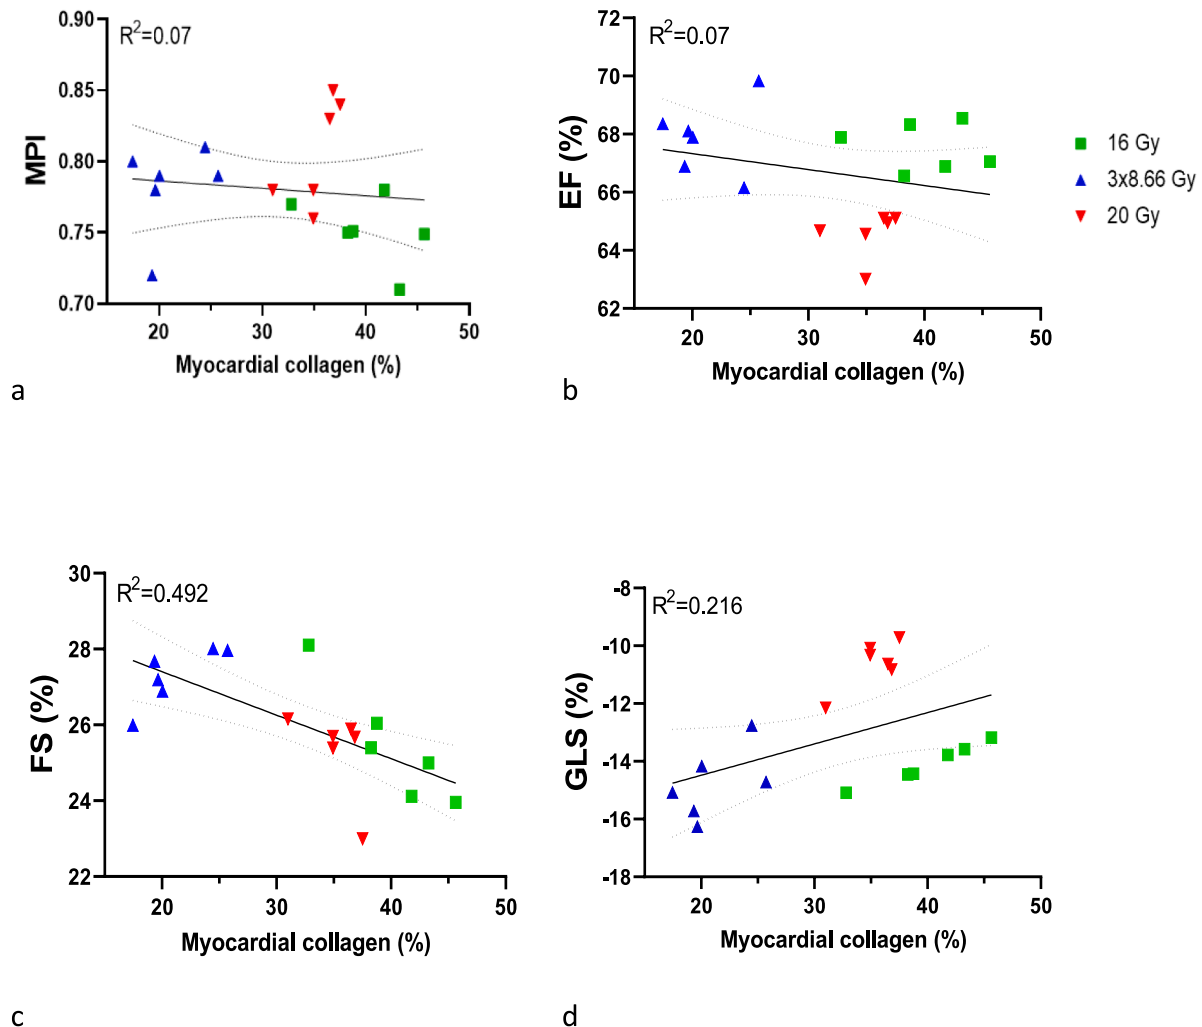 0.90
R²=0.07
0.85
0.80
0.75
0.70
MPI
20 30 40 50
Myocardial collagen (%)
a
72
R²=0.07
70
68
66
64
62
EF (%)
20 30 40 50
Myocardial collagen (%)
b
16 Gy
3x8.66 Gy
20 Gy
30
R²=0.492
28
26
24
22
FS (%)
20 30 40 50
Myocardial collagen (%)
c
-8
R²=0.216
-10
-12
-14
-16
-18
GLS (%)
20 30 40 50
Myocardial collagen (%)
d